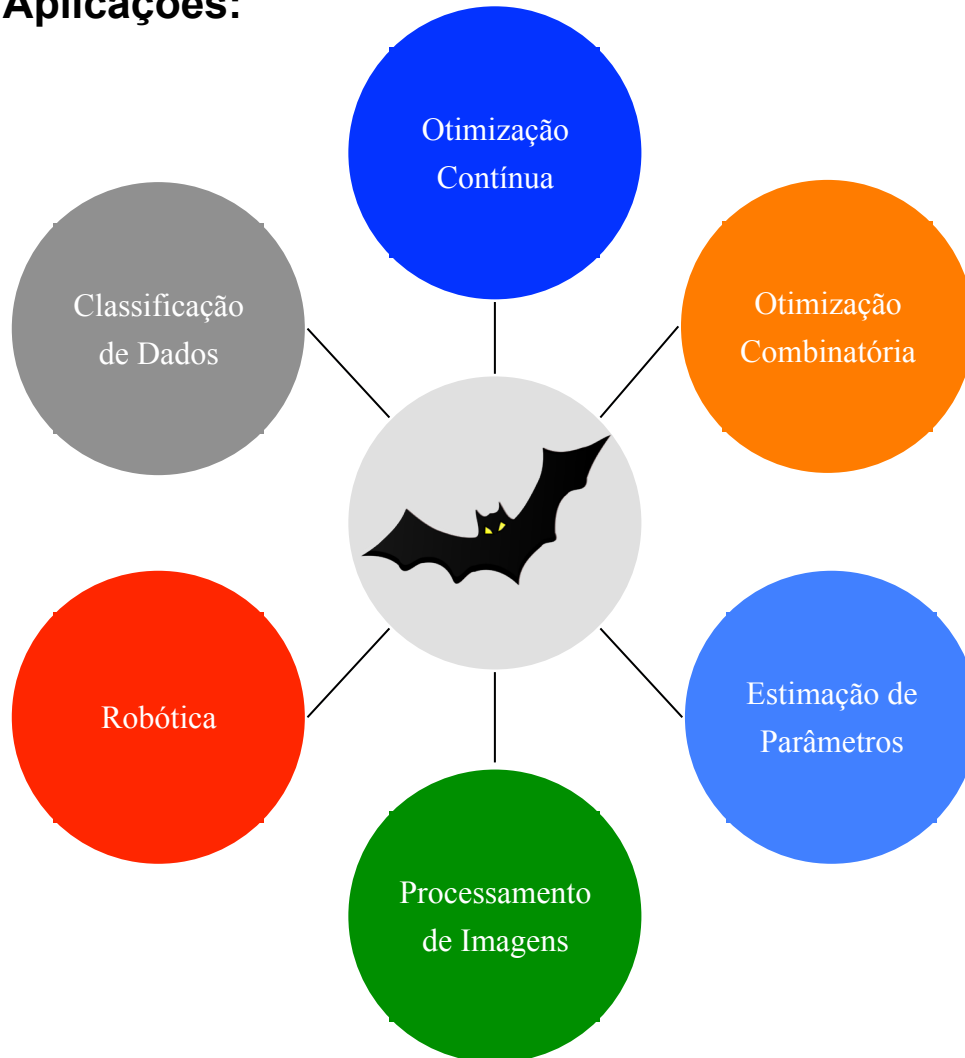 Aplicações:
Otimização
Contínua
Classificação
de Dados
Otimização
Combinatória
Robótica
Estimação de
Parâmetros
Processamento
de Imagens